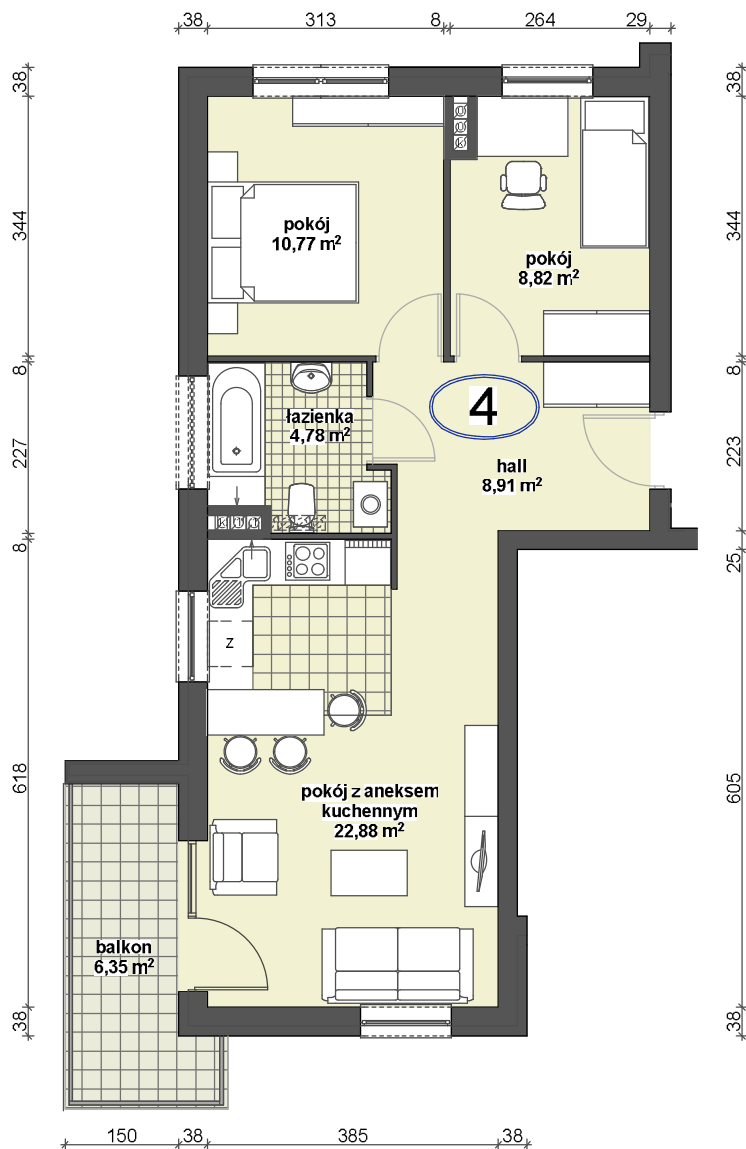 38 313 8 264 29
38
344
8
227
8
618
38
38
344
8
223
25
605
38
pokój
10,77 m²
pokój
8,82 m²
4
łazienka
4,78 m²
hall
8,91 m²
Z
pokój z aneksem
kuchennym
22,88 m²
balkon
6,35 m²
150 38 385 38